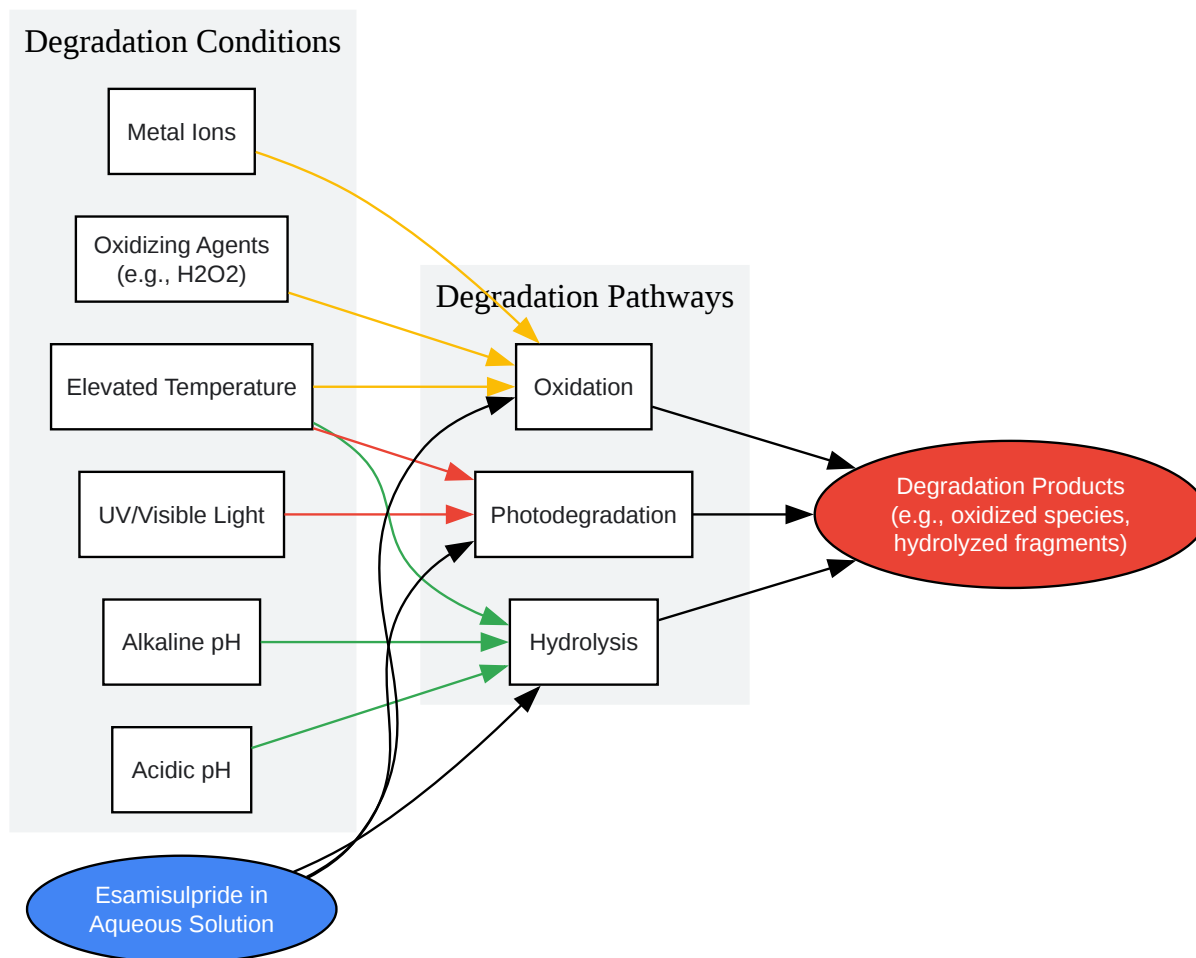 Degradation Conditions
Metal Ions
Oxidizing Agents
(e.g., H2O2)
Elevated Temperature
UV/Visible Light
Alkaline pH
Acidic pH
Esamisulpride in
Aqueous Solution
Degradation Pathways
Oxidation
Photodegradation
Hydrolysis
Degradation Products
(e.g., oxidized species,
hydrolyzed fragments)